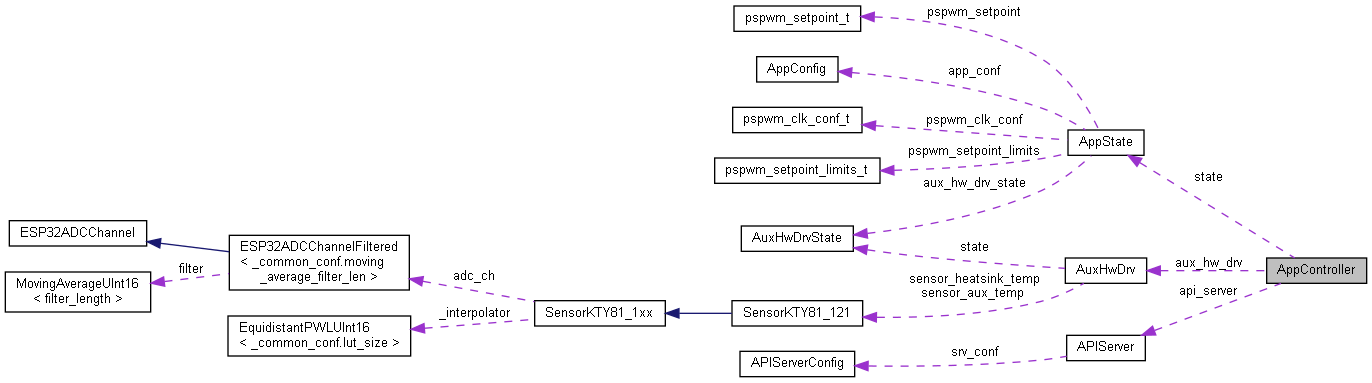 pspwm_setpoint_t
pspwm_setpoint
AppConfig
app_conf
pspwm_clk_conf_t
pspwm_clk_conf
AppState
pspwm_setpoint_limits
pspwm_setpoint_limits_t
state
aux_hw_drv_state
ESP32ADCChannel
AuxHwDrvState
ESP32ADCChannelFiltered
< _common_conf.moving
_average_filter_len >
state
filter
adc_ch
AuxHwDrv
aux_hw_drv
AppController
MovingAverageUInt16
< filter_length >
sensor_heatsink_temp
sensor_aux_temp
api_server
_interpolator
SensorKTY81_1xx
SensorKTY81_121
EquidistantPWLUInt16
< _common_conf.lut_size >
APIServer
srv_conf
APIServerConfig